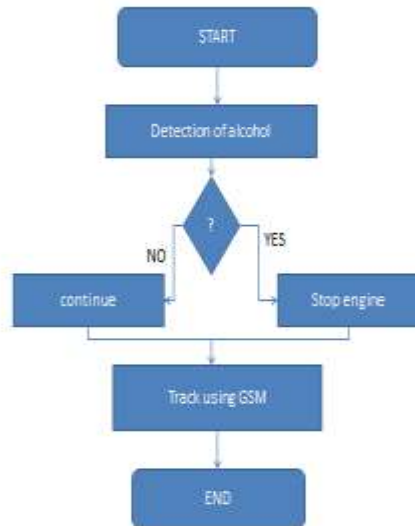 START
Detection of alcohol
?
NO
YES
continue
Stop engine
Track using GSM
END